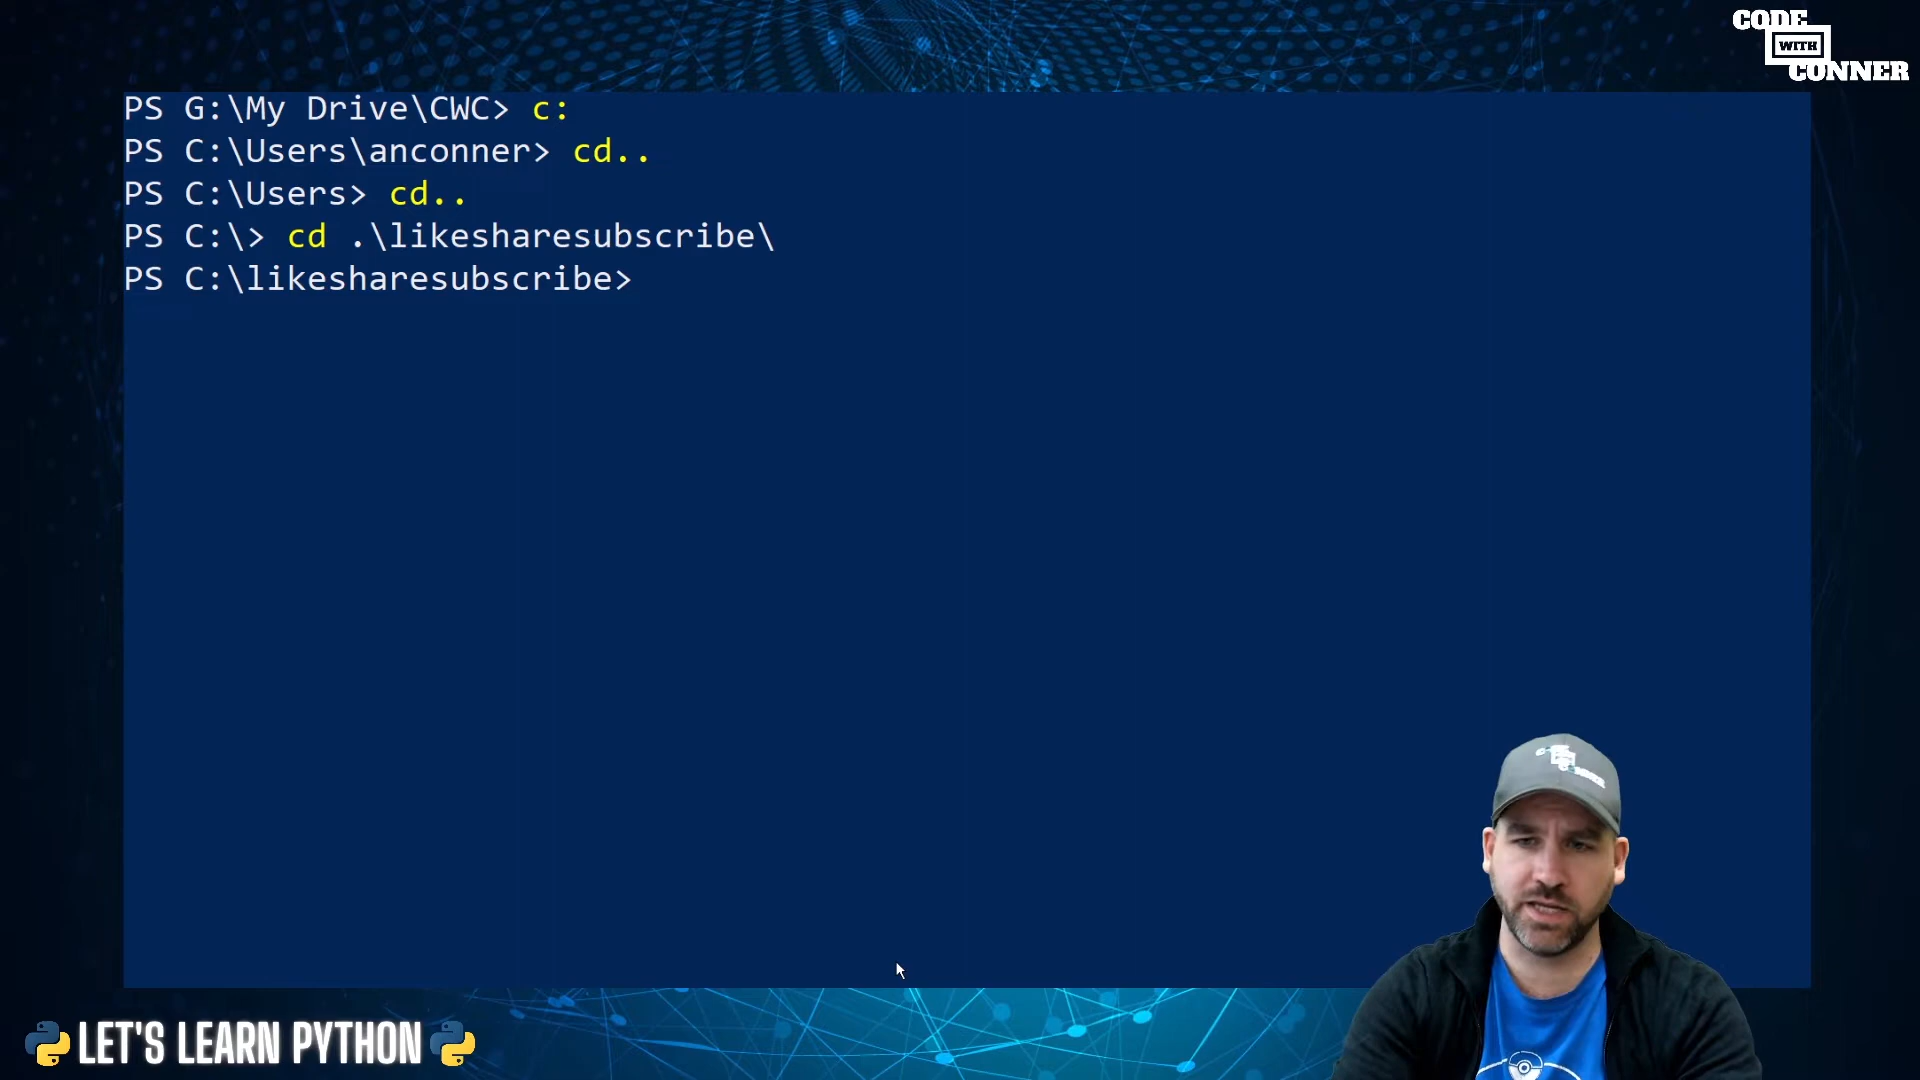 CODE
WITH
CONNER
PS G:\My Drive\CWC> c:
PS C:\Users\anconner> cd..
PS C:\Users> cd..
PS C:\> cd .\likesharesubscribe\
PS C:\likesharesubscribe>
LET'S LEARN PYTHON